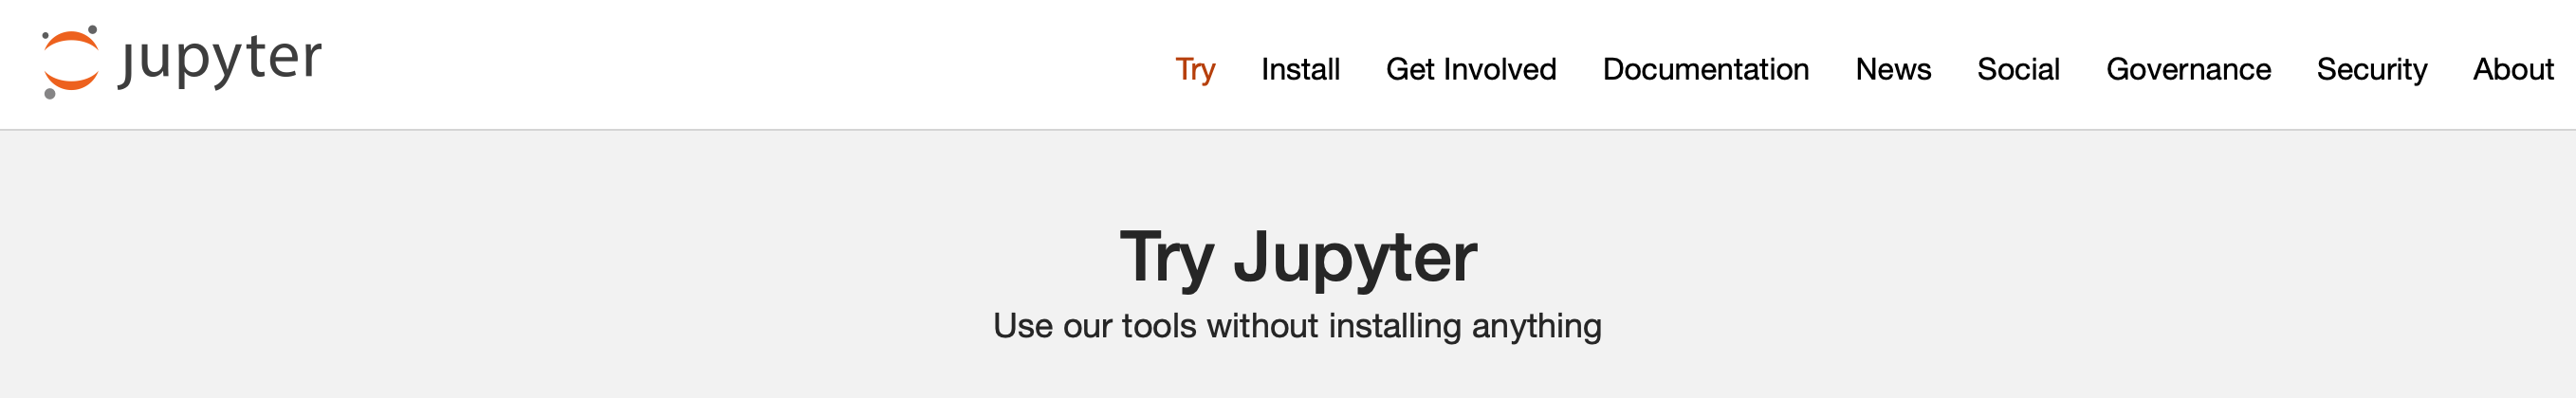 jupyter
Try Install Get Involved Documentation News Social Governance Security About
Try Jupyter
Use our tools without installing anything